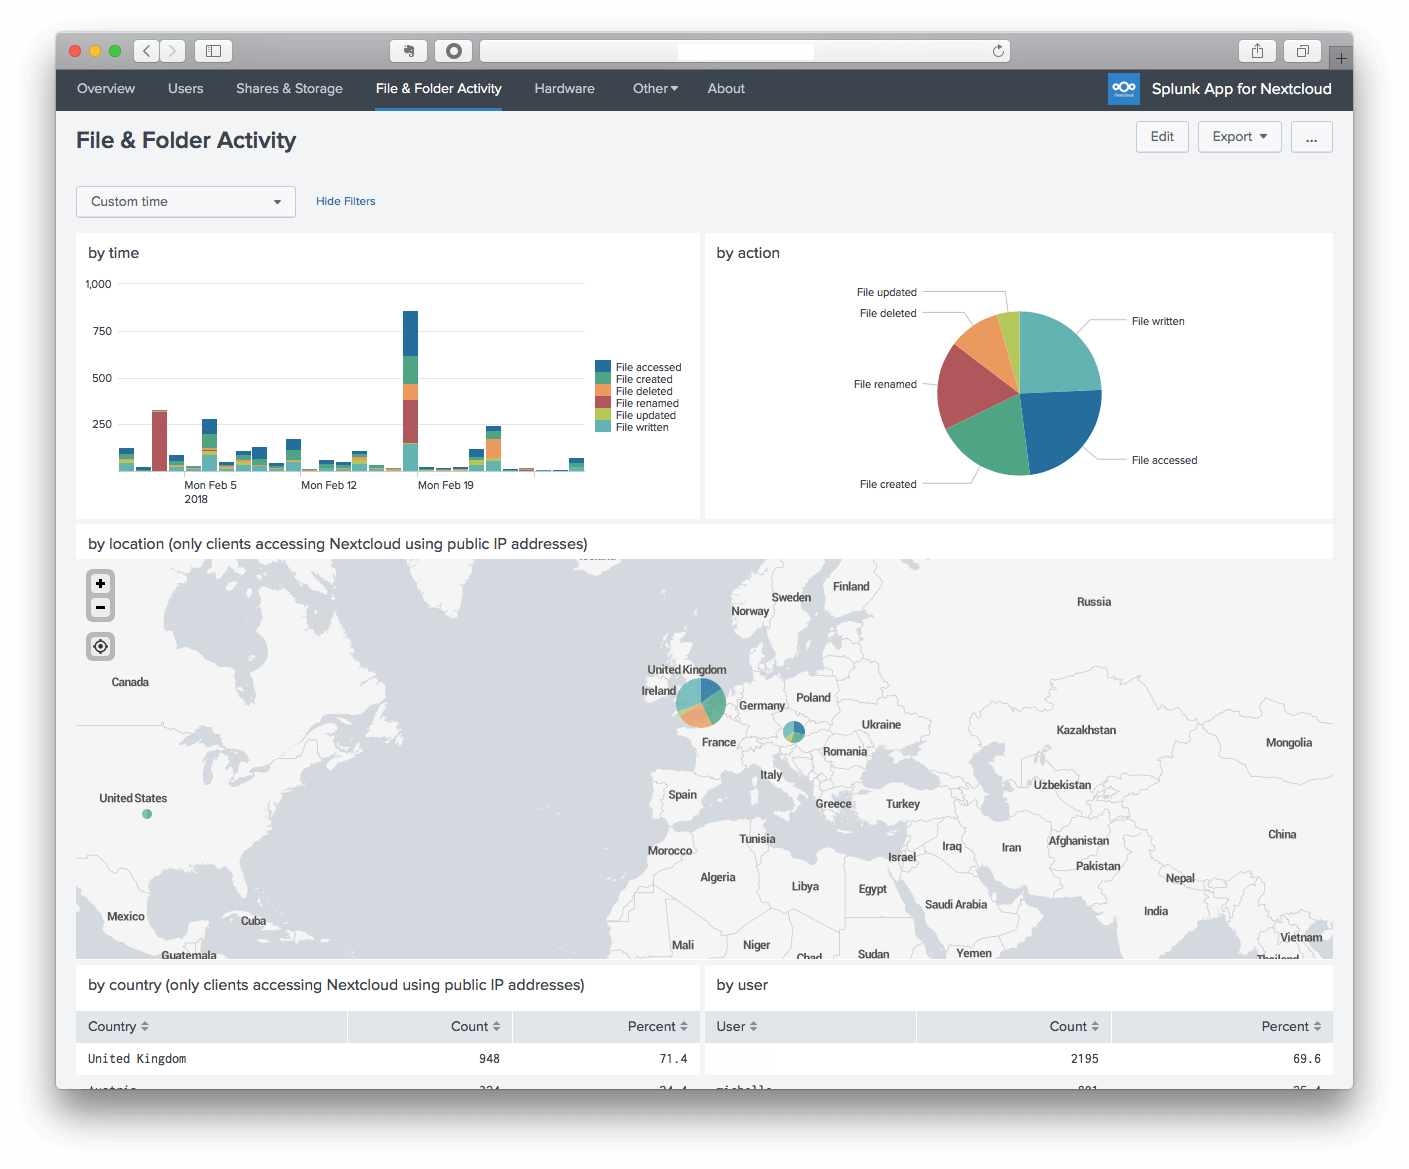 Overview Users Shares & Storage File & Folder Activity Hardware Other About
Splunk App for Nextcloud
File & Folder Activity
Edit Export ...
Custom time Hide Filters
by time
1,000
750
500
250
Mon Feb 5
2018
Mon Feb 12
Mon Feb 19
File accessed
File created
File deleted
File renamed
File updated
File written
by action
File updated
File deleted
File written
File renamed
File accessed
File created
by location (only clients accessing Nextcloud using public IP addresses)
Finland
Sweden
Russia
Norway
United Kingdom
Canada
Ireland
Poland
Germany
Ukraine
Kazakhstan
France
Mongolia
Romania
Italy
Uzbekistan
Spain
United States
Greece
Turkey
China
Tunisia
Afghanistan
Iraq
Iran
Morocco
Israel
Pakistan
Algeria
Nepal
Libya
Egypt
Saudi Arabia
India
Mexico
Cuba
Vietnam
Mali
Niger
Yemen
Sudan
Guatemala
Chad
Thailand
by country (only clients accessing Nextcloud using public IP addresses)
Country Count Percent
United Kingdom 948 71.4
by user
User Count Percent
2195 69.6